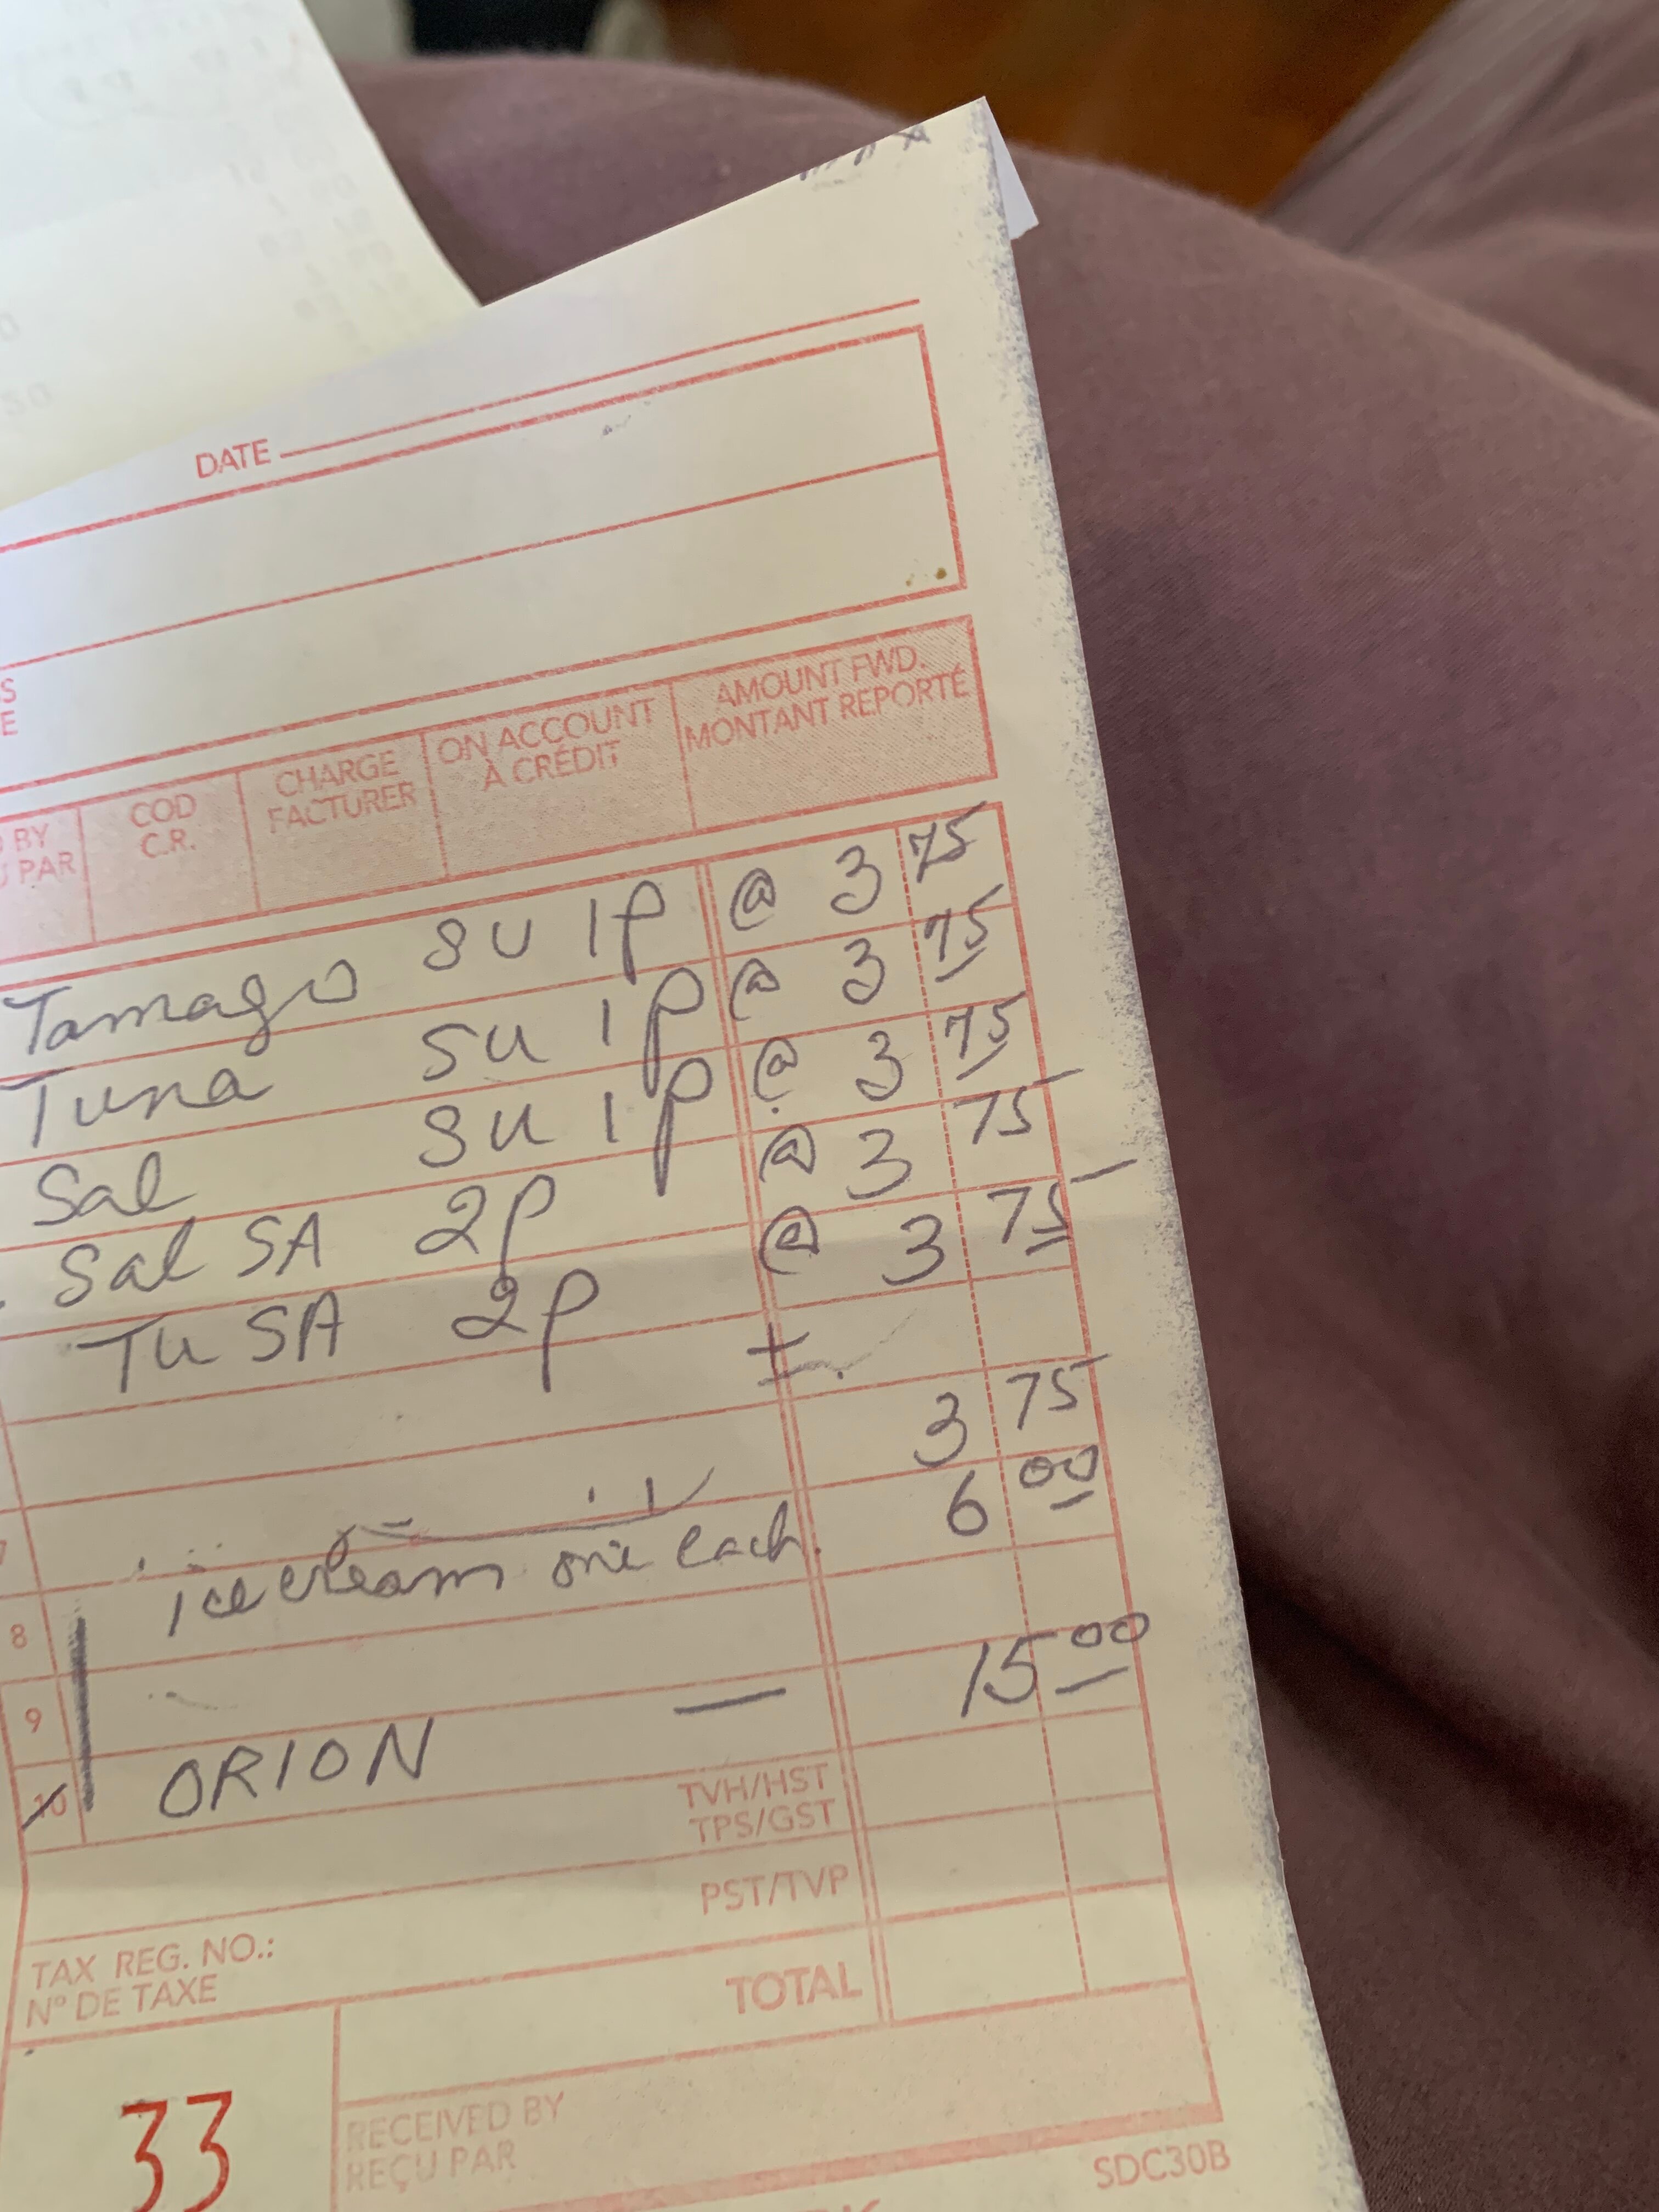 DATE
S
E
BY
PAR
COD
C.R.
CHARGE
FACTURER
ON ACCOUNT
À CRÉDIT
AMOUNT FWD.
MONTANT REPORTÉ
Tamago SU 1P @ 3 75
Tuna SU 1P @ 3 75
Sal SU 1P @ 3 75
Sal SA 2P @ 3 75
Tu SA 2P @ 3 75
3 75
ice cream one each. 6 00
8
9
ORION — 15 00
10
TVH/HST
TPS/GST
PST/TVP
TAX REG. NO.:
Nº DE TAXE
TOTAL
33
RECEIVED BY
REÇU PAR
SDC30B